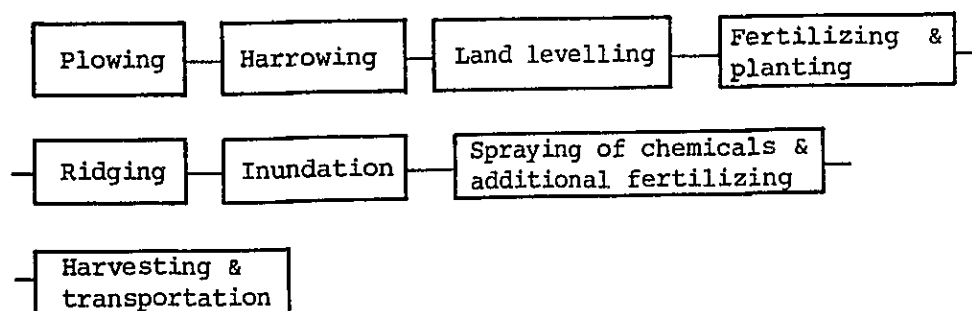 Plowing
Harrowing
Land levelling
Fertilizing &
planting
Ridging
Inundation
Spraying of chemicals &
additional fertilizing
Harvesting &
transportation